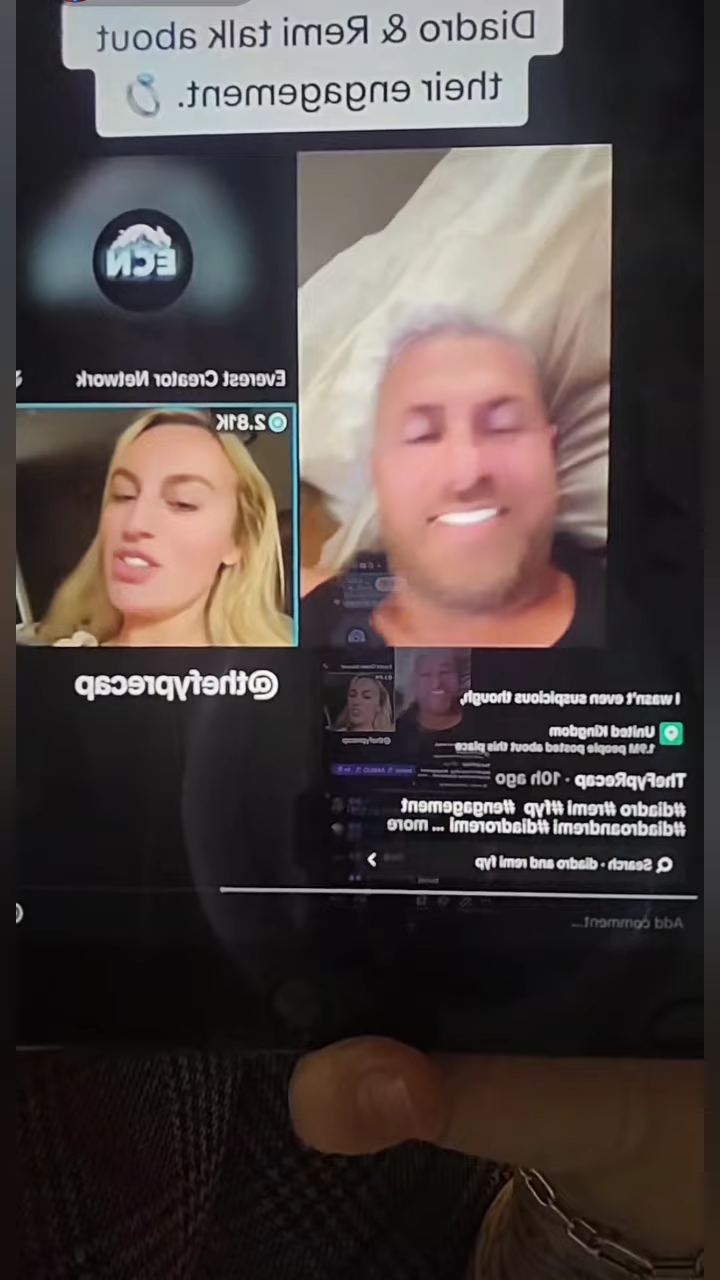 Diadro & Remi talk about
their engagement. 💍
ECN
Everest Creator Network
2.81K
@thefyprecap
I wasn't even suspicious though,
United Kingdom
1.9M people posted about this place
TheFypRecap · 10h ago
#diadro #remi #fyp #engagement
#diadroandremi #diadroremi ... more
Search · diadro and remi fyp
Add comment...